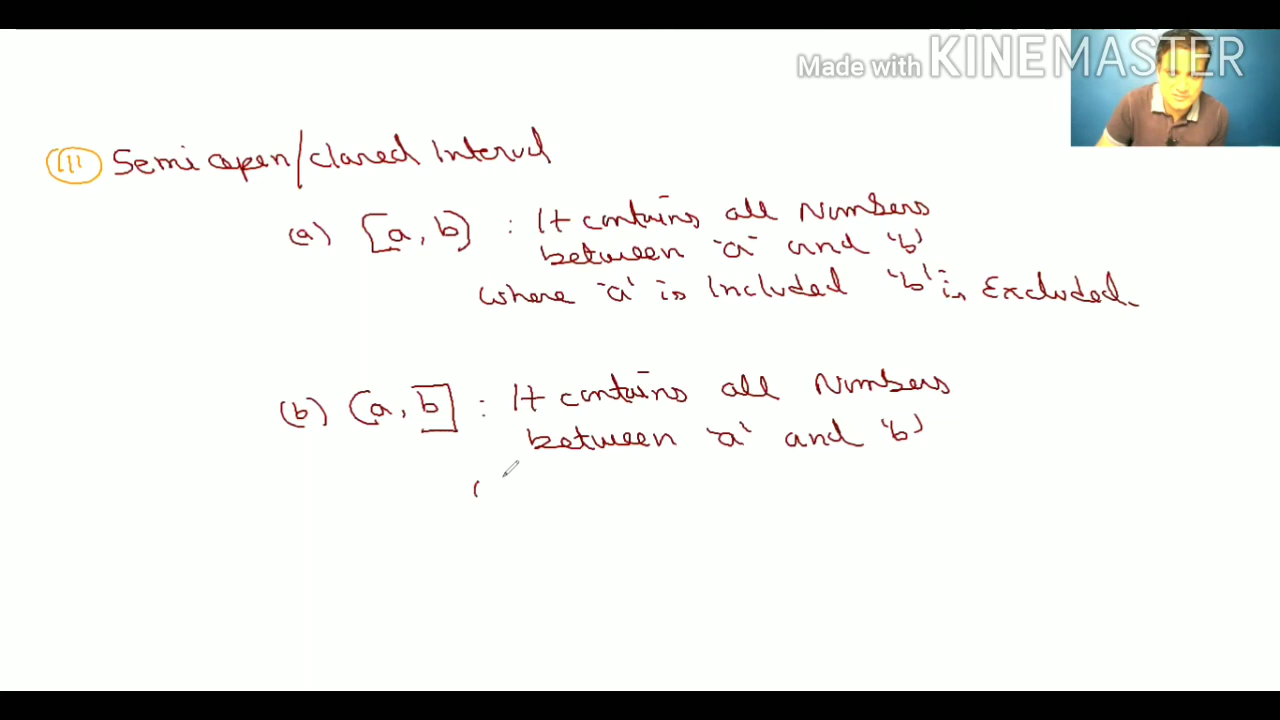 Made with KINEMASTER
(III) Semi open/closed Interval
(a) [a, b) : It contains all Numbers
between 'a' and 'b'
where 'a' is Included 'b' is Excluded.
(b) (a, b] : It contains all Numbers
between 'a' and 'b'
(